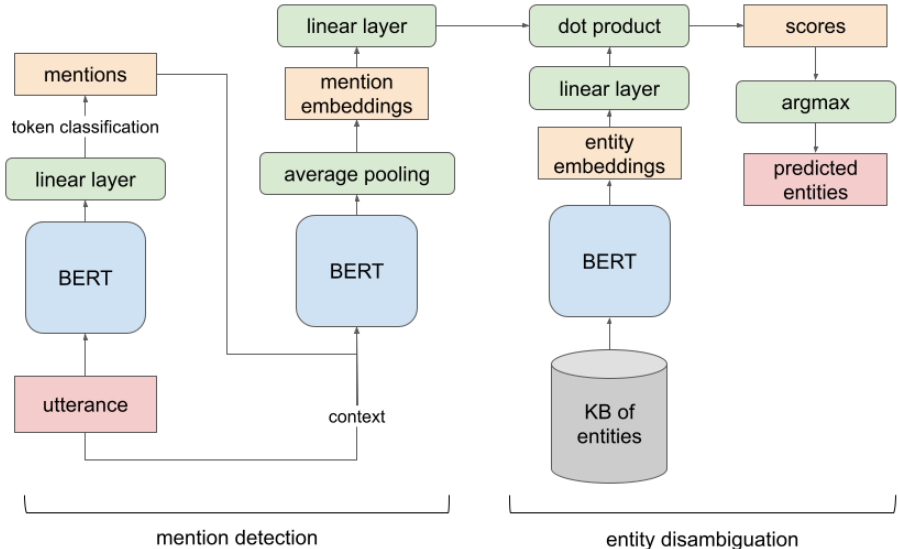 mentions
token classification
linear layer
BERT
utterance
linear layer
mention
embeddings
average pooling
BERT
context
dot product
linear layer
entity
embeddings
BERT
KB of
entities
scores
argmax
predicted
entities
mention detection
entity disambiguation